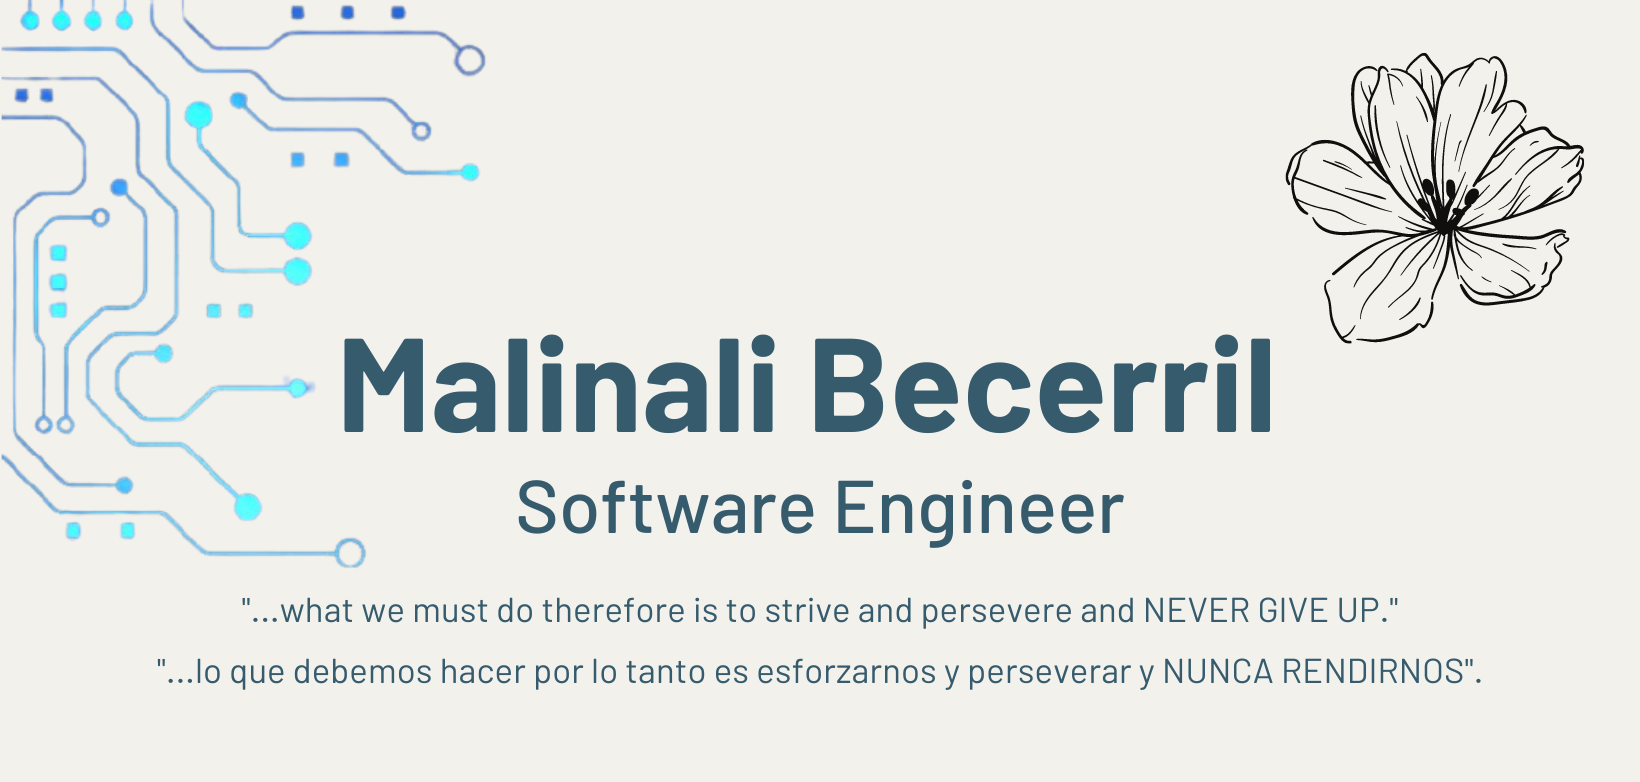 Malinali Becerril
Software Engineer
"...what we must do therefore is to strive and persevere and NEVER GIVE UP."
"...lo que debemos hacer por lo tanto es esforzarnos y perseverar y NUNCA RENDIRNOS".